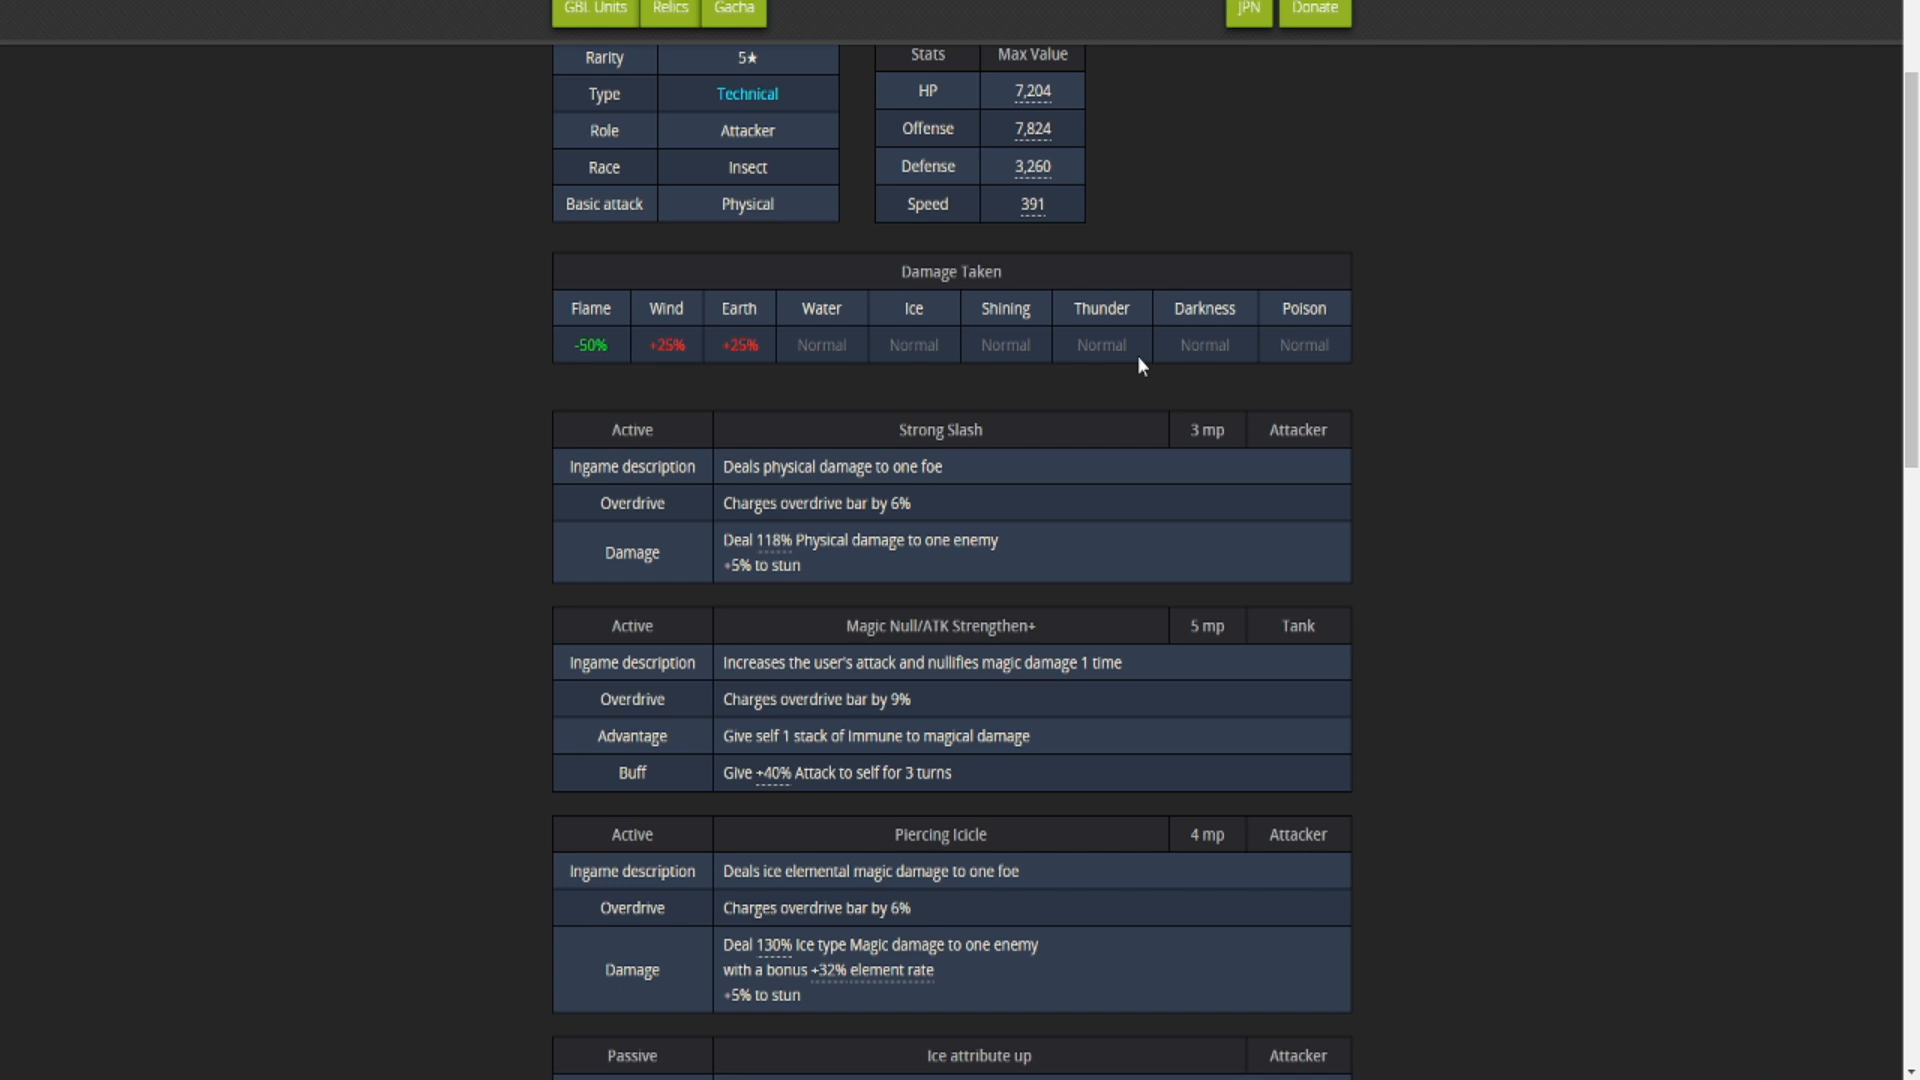 GBL Units Relics Gacha JPN Donate
Rarity 5★
Type Technical
Role Attacker
Race Insect
Basic attack Physical
Stats Max Value
HP 7,204
Offense 7,824
Defense 3,260
Speed 391
Damage Taken
Flame Wind Earth Water Ice Shining Thunder Darkness Poison
-50% +25% +25% Normal Normal Normal Normal Normal Normal
Active Strong Slash 3 mp Attacker
Ingame description Deals physical damage to one foe
Overdrive Charges overdrive bar by 6%
Damage Deal 118% Physical damage to one enemy
+5% to stun
Active Magic Null/ATK Strengthen+ 5 mp Tank
Ingame description Increases the user's attack and nullifies magic damage 1 time
Overdrive Charges overdrive bar by 9%
Advantage Give self 1 stack of Immune to magical damage
Buff Give +40% Attack to self for 3 turns
Active Piercing Icicle 4 mp Attacker
Ingame description Deals ice elemental magic damage to one foe
Overdrive Charges overdrive bar by 6%
Damage Deal 130% Ice type Magic damage to one enemy
with a bonus +32% element rate
+5% to stun
Passive Ice attribute up Attacker